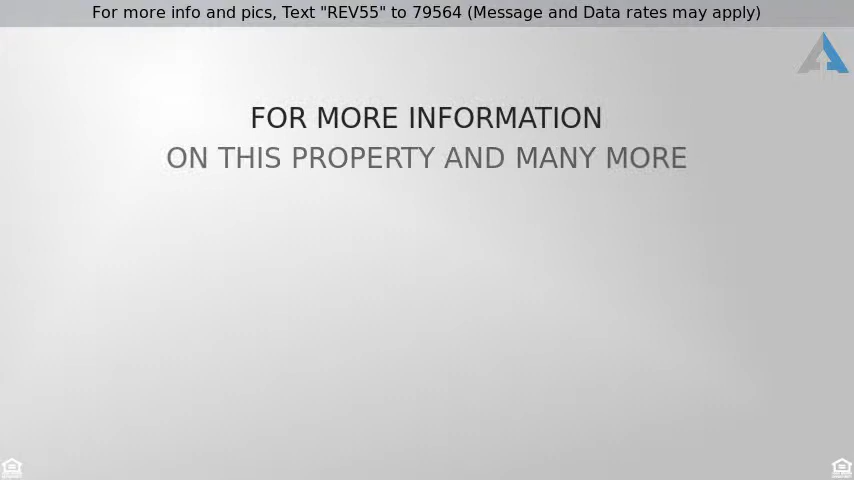 For more info and pics, Text "REV55" to 79564 (Message and Data rates may apply)
FOR MORE INFORMATION
ON THIS PROPERTY AND MANY MORE